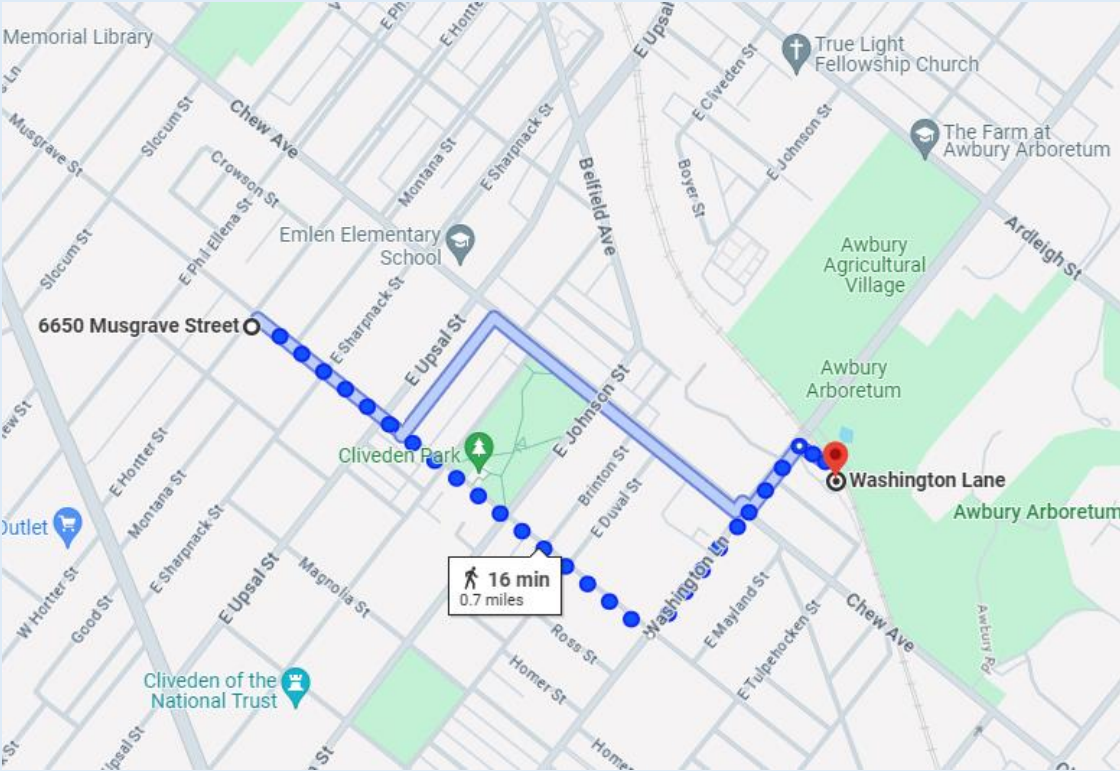 Memorial Library
E Hortter
E Upsal
True Light
Fellowship Church
E Cliveden St
The Farm at
Awbury Arboretum
Musgrave St
Slocum St
Chew Ave
E Sharpnack St
E Johnson St
Montana St
Crowson St
Belfield Ave
Boyer St
E Phil Ellena St
Ardleigh St
Emlen Elementary
School
Awbury
Agricultural
Village
Slocum St
E Sharpnack St
6650 Musgrave Street
E Upsal St
Awbury
Arboretum
E Johnson St
Cliveden Park
E Hortter St
Montana St
Brinton St
Washington Lane
E Duval St
Awbury Arboretum
Outlet
E Sharpnack St
16 min
0.7 miles
Washington Ln
W Hortter St
Good St
E Upsal St
Magnolia St
E Mayland St
Chew Ave
Awbury Rd
Ross St
E Tulpehocken St
Homer St
Cliveden of the
National Trust
Upsal St
St
Homer